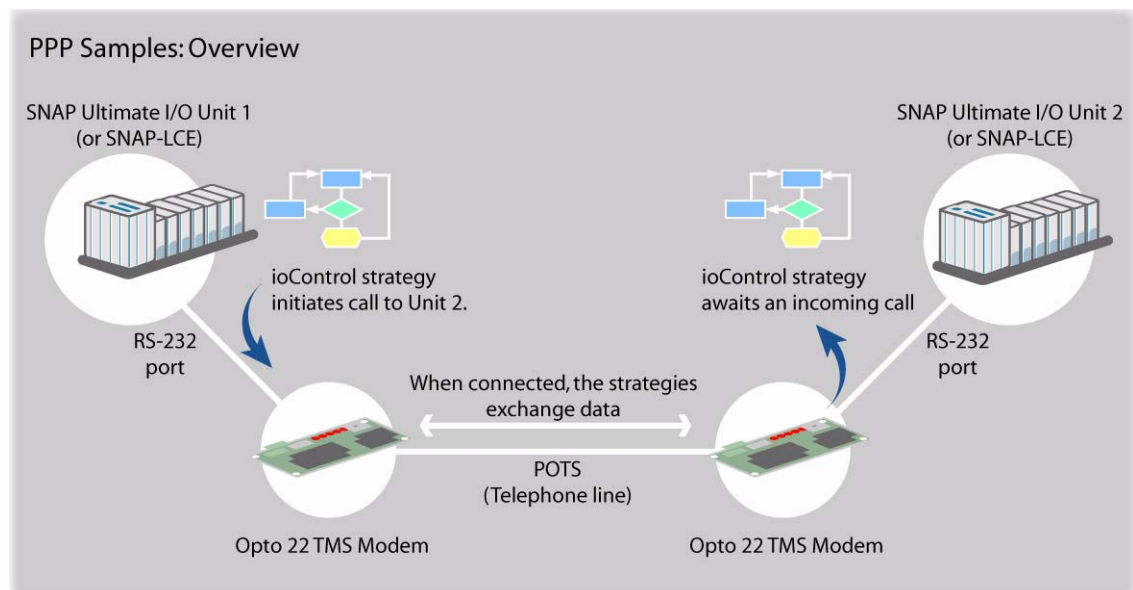 PPP Samples: Overview
SNAP Ultimate I/O Unit 1
(or SNAP-LCE)
SNAP Ultimate I/O Unit 2
(or SNAP-LCE)
ioControl strategy
initiates call to Unit 2.
ioControl strategy
awaits an incoming call
RS-232
port
RS-232
port
When connected, the strategies
exchange data
POTS
(Telephone line)
Opto 22 TMS Modem
Opto 22 TMS Modem